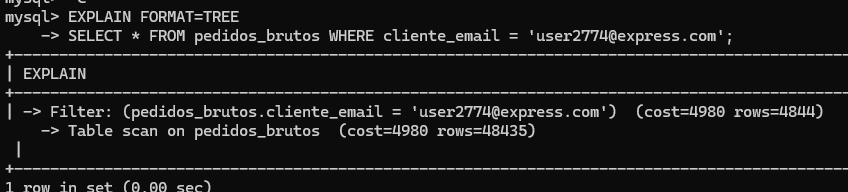 mysql> EXPLAIN FORMAT=TREE
    -> SELECT * FROM pedidos_brutos WHERE cliente_email = 'user2774@express.com';
| EXPLAIN
| -> Filter: (pedidos_brutos.cliente_email = 'user2774@express.com')  (cost=4980 rows=4844)
    -> Table scan on pedidos_brutos  (cost=4980 rows=48435)
 |
1 row in set (0.00 sec)